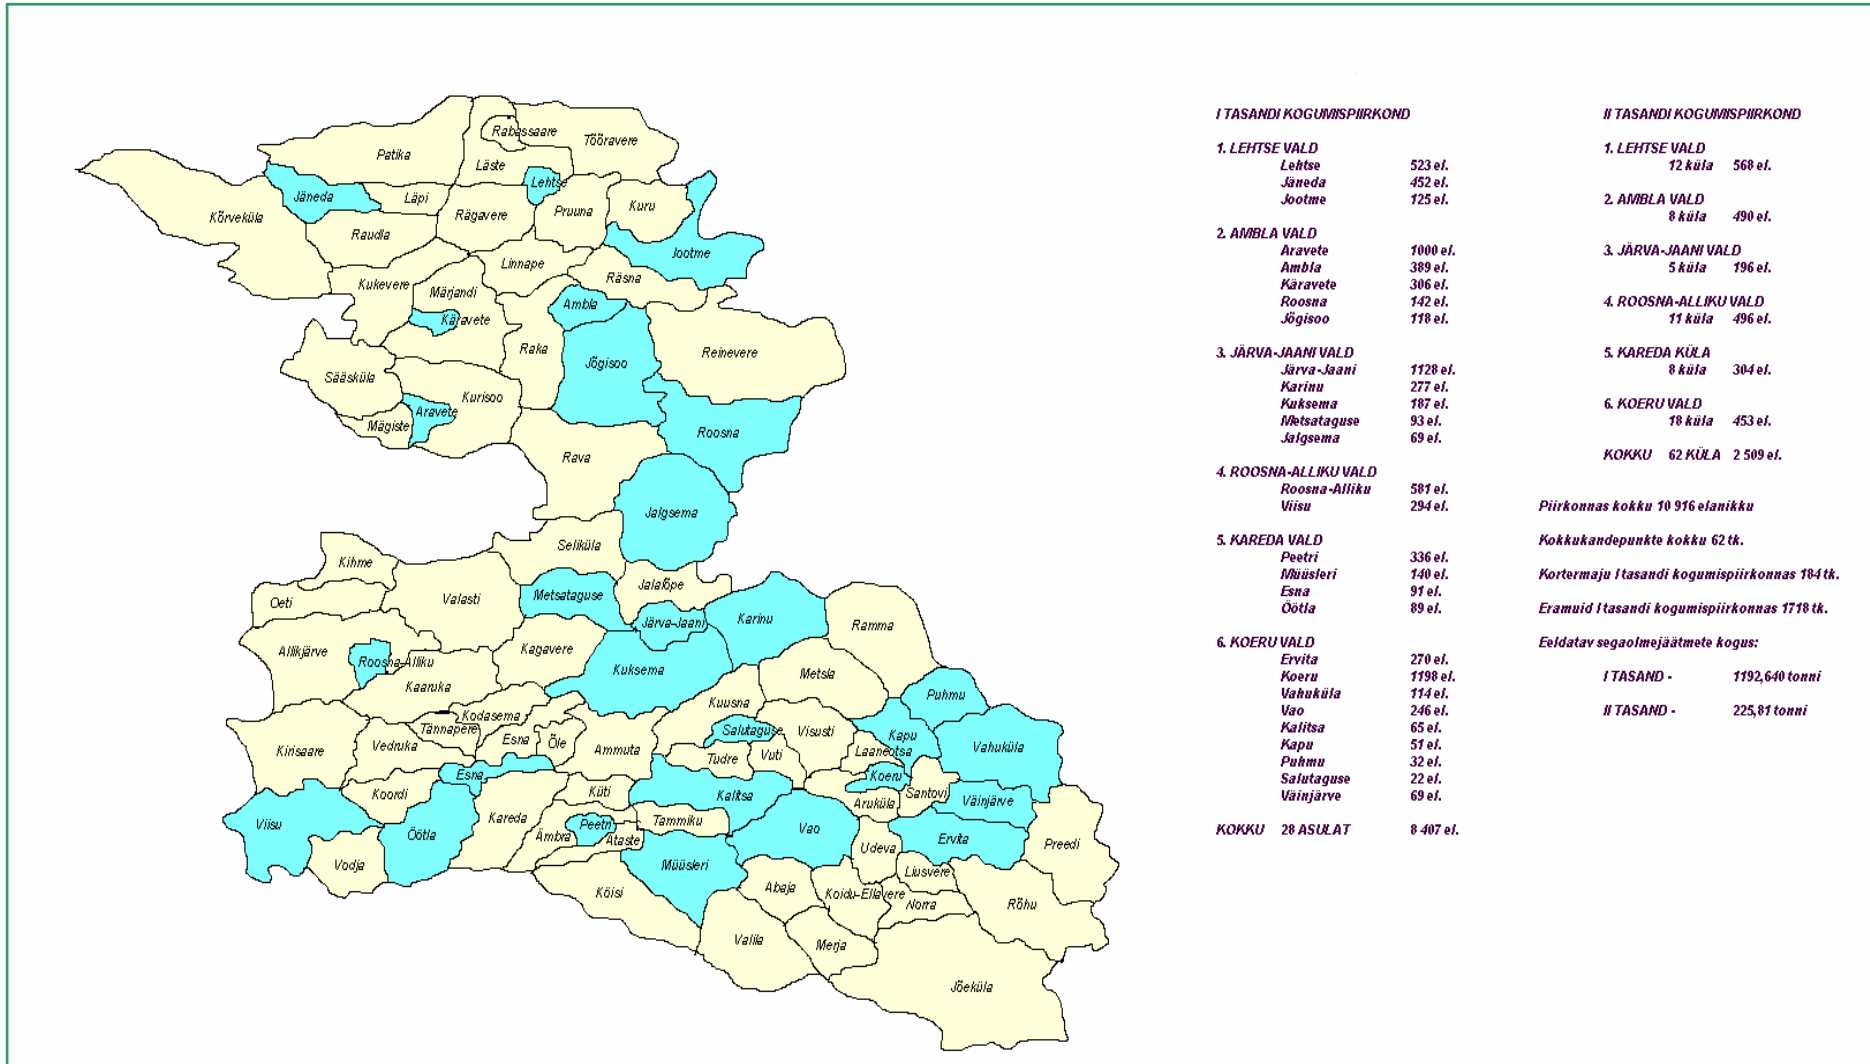 Rabassaare
Tööravere
Patika
Läste
Lehtse
Jäneda
Läpi
Kõrveküla
Rägavere
Pruuna
Kuru
Raudla
Jootme
Linnape
Räsna
Kukevere
Märjandi
Ambla
Käravete
Raka
Jõgisoo
Reinevere
Sääsküla
Kurisoo
Aravete
Mägiste
Roosna
Rava
Jalgsema
Seliküla
Kihme
Jalalõpe
Oeti
Valasti
Metsataguse
Järva-Jaani
Karinu
Ramma
Allikjärve
Roosna-Alliku
Kagavere
Kuksema
Metsla
Kaaruka
Puhmu
Kuusna
Kodasema
Tännapere
Salutaguse
Visusti
Kapu
Kirisaare
Vedruka
Esna
Öle
Ammuta
Laaneotsa
Vahuküla
Tudre
Vuti
Esna
Koeru
Koordi
Küti
Kalitsa
Aruküla
Santovi
Väinjärve
Viisu
Öötla
Kareda
Ämbra
Peetri
Ataste
Tammiku
Vao
Ervita
Udeva
Preedi
Vodja
Müüsleri
Liusvere
Köisi
Abaja
Koidu-Ellavere
Norra
Rõhu
Valila
Merja
Jõeküla
I TASANDI KOGUMISPIIRKOND
1. LEHTSE VALD
Lehtse 523 el.
Jäneda 452 el.
Jootme 125 el.
2. AMBLA VALD
Aravete 1000 el.
Ambla 389 el.
Käravete 306 el.
Roosna 142 el.
Jõgisoo 118 el.
3. JÄRVA-JAANI VALD
Järva-Jaani 1128 el.
Karinu 277 el.
Kuksema 187 el.
Metsataguse 93 el.
Jalgsema 69 el.
4. ROOSNA-ALLIKU VALD
Roosna-Alliku 581 el.
Viisu 294 el.
5. KAREDA VALD
Peetri 336 el.
Müüsleri 140 el.
Esna 91 el.
Öötla 89 el.
6. KOERU VALD
Ervita 270 el.
Koeru 1198 el.
Vahuküla 114 el.
Vao 246 el.
Kalitsa 65 el.
Kapu 51 el.
Puhmu 32 el.
Salutaguse 22 el.
Väinjärve 69 el.
KOKKU 28 ASULAT 8 407 el.
II TASANDI KOGUMISPIIRKOND
1. LEHTSE VALD
12 küla 568 el.
2. AMBLA VALD
8 küla 490 el.
3. JÄRVA-JAANI VALD
5 küla 196 el.
4. ROOSNA-ALLIKU VALD
11 küla 496 el.
5. KAREDA KÜLA
8 küla 304 el.
6. KOERU VALD
18 küla 453 el.
KOKKU 62 KÜLA 2 509 el.
Piirkonnas kokku 10 916 elanikku
Kokkukandepunkte kokku 62 tk.
Kortermaju I tasandi kogumispiirkonnas 184 tk.
Eramuid I tasandi kogumispiirkonnas 1718 tk.
Eeldatav segaolmejäätmete kogus:
I TASAND - 1192,640 tonni
II TASAND - 225,81 tonni